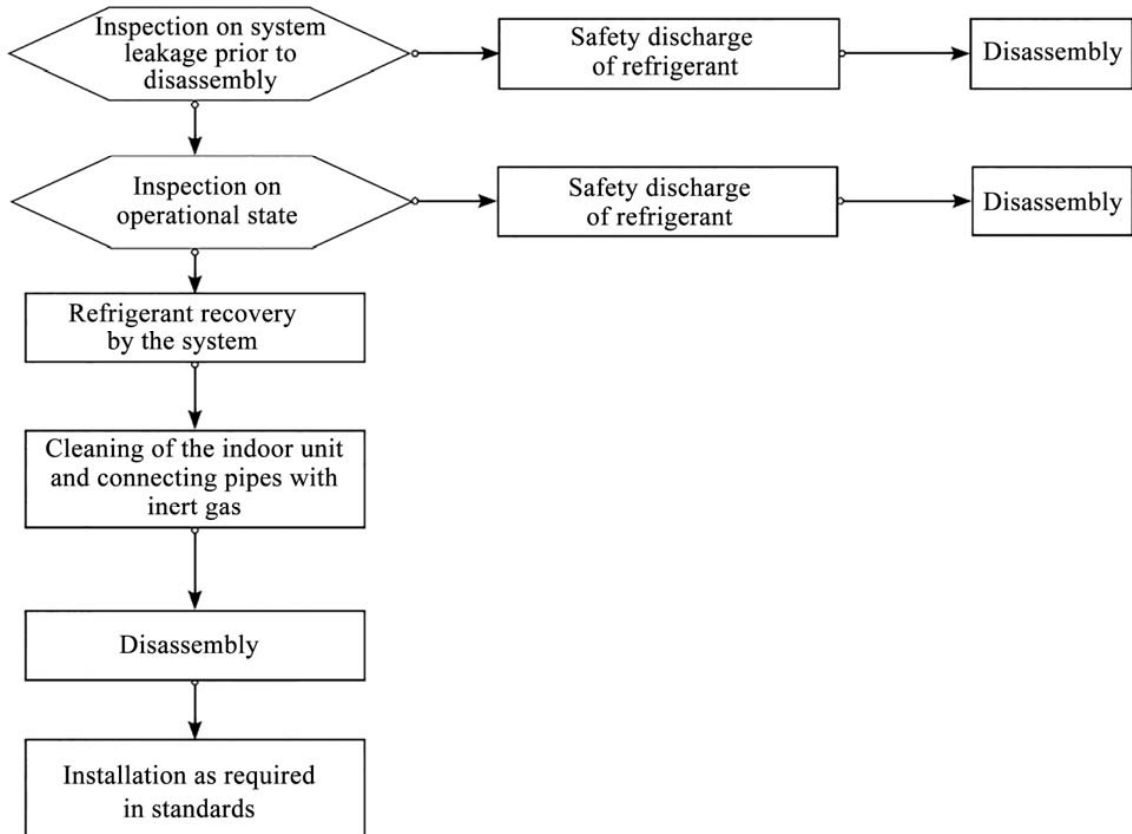 Inspection on system
leakage prior to
disassembly
Safety discharge
of refrigerant
Disassembly
Inspection on
operational state
Safety discharge
of refrigerant
Disassembly
Refrigerant recovery
by the system
Cleaning of the indoor unit
and connecting pipes with
inert gas
Disassembly
Installation as required
in standards